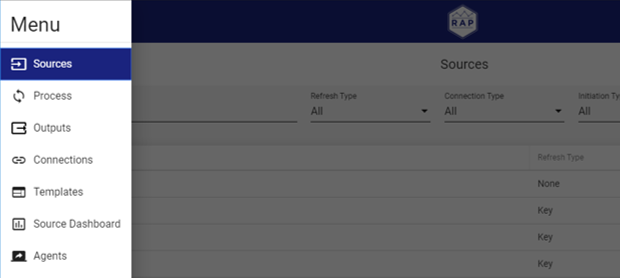 Menu
RAP
Sources
Sources
Process
Refresh Type
Connection Type
Initiation Ty
All
All
All
Outputs
Connections
Refresh Type
Templates
None
Source Dashboard
Key
Key
Agents
Key